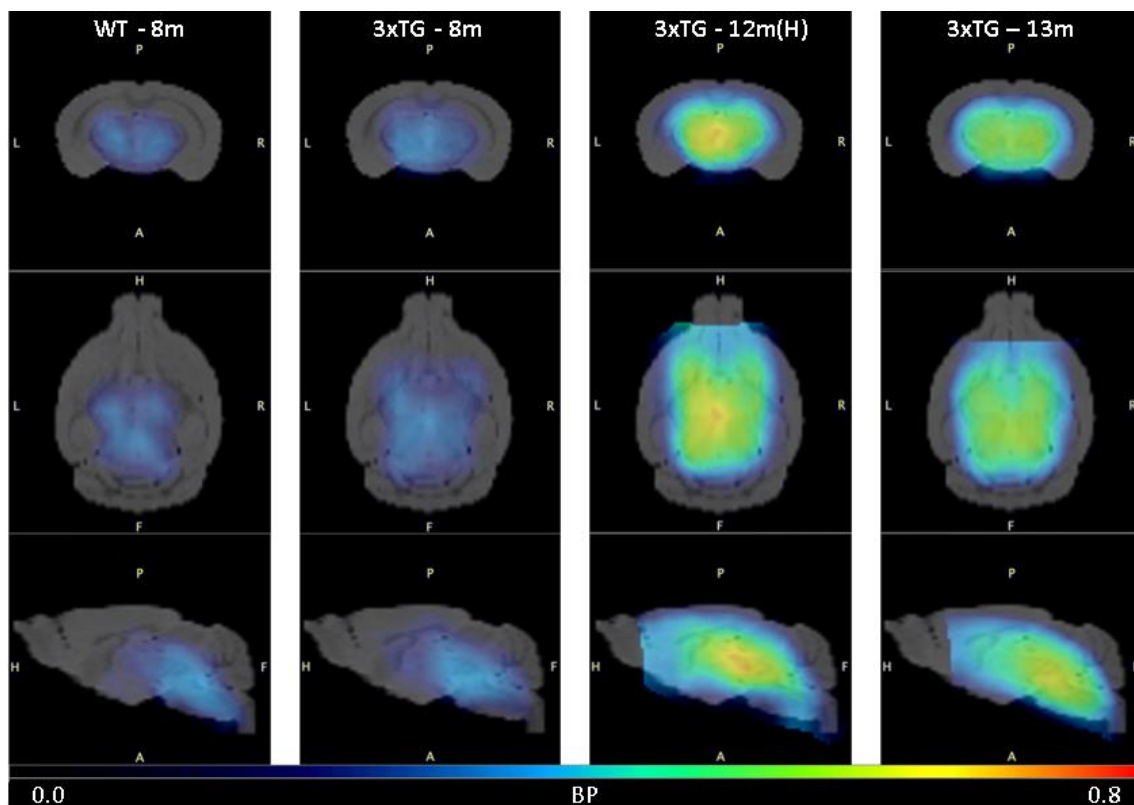 WT - 8m 3xTG - 8m 3xTG - 12m(H) 3xTG – 13m
P P P P
L R L R L R L R
A A A A
H H H H
L R L R L R L R
F F F F
P P P P
H F H F H F H F
A A A A
0.0 BP 0.8